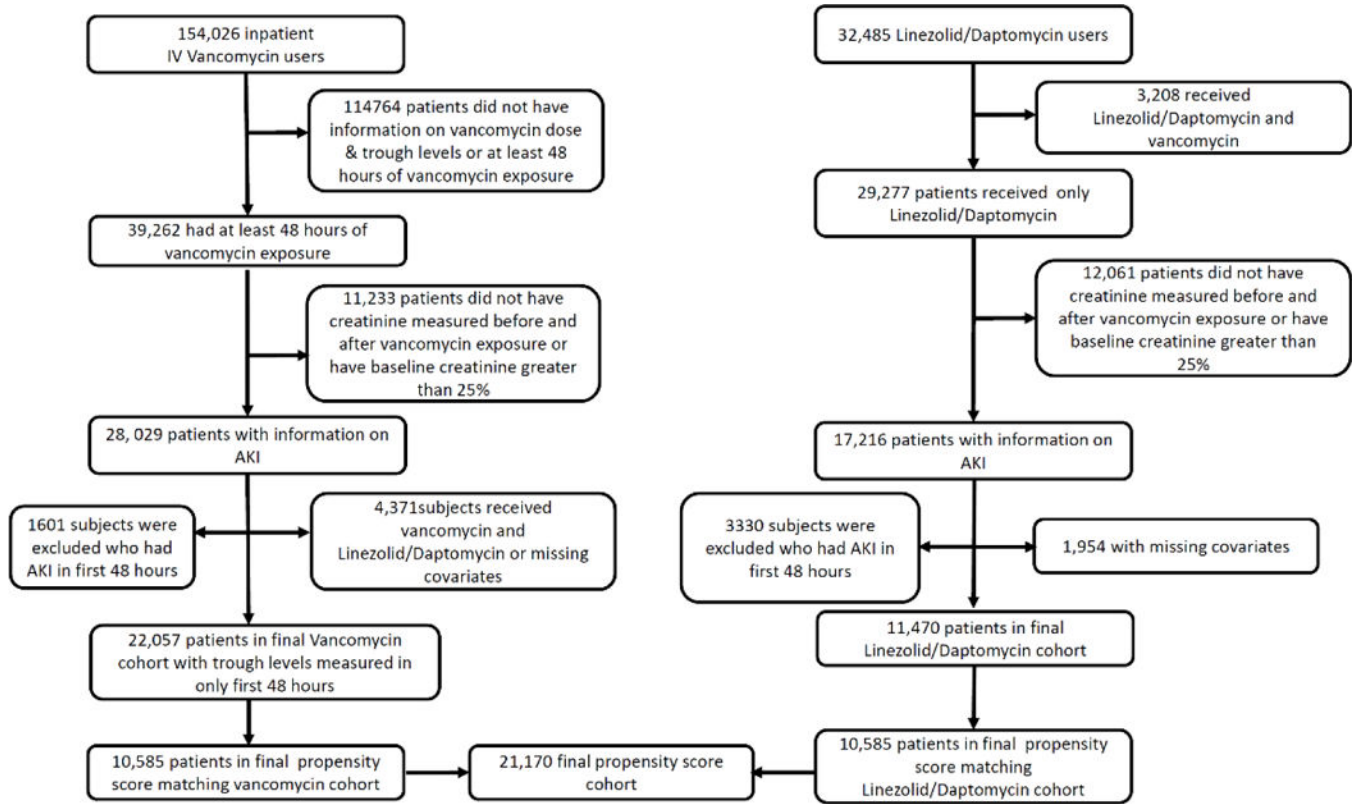 154,026 inpatient
IV Vancomycin users
114764 patients did not have
information on vancomycin dose
& trough levels or at least 48
hours of vancomycin exposure
39,262 had at least 48 hours of
vancomycin exposure
11,233 patients did not have
creatinine measured before and
after vancomycin exposure or
have baseline creatinine greater
than 25%
28, 029 patients with information on
AKI
1601 subjects were
excluded who had
AKI in first 48 hours
4,371subjects received
vancomycin and
Linezolid/Daptomycin or missing
covariates
22,057 patients in final Vancomycin
cohort with trough levels measured in
only first 48 hours
10,585 patients in final propensity
score matching vancomycin cohort
32,485 Linezolid/Daptomycin users
3,208 received
Linezolid/Daptomycin and
vancomycin
29,277 patients received only
Linezolid/Daptomycin
12,061 patients did not have
creatinine measured before and
after vancomycin exposure or have
baseline creatinine greater than
25%
17,216 patients with information on
AKI
3330 subjects were
excluded who had AKI in
first 48 hours
1,954 with missing covariates
11,470 patients in final
Linezolid/Daptomycin cohort
10,585 patients in final propensity
score matching
Linezolid/Daptomycin cohort
21,170 final propensity score
cohort